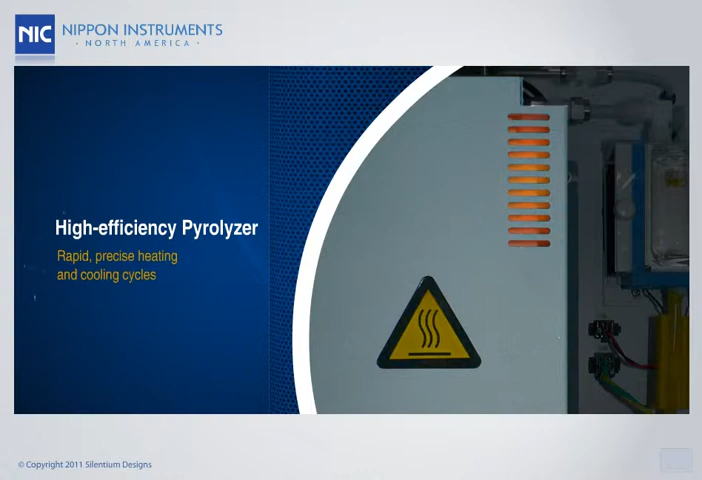 NIC
NIPPON INSTRUMENTS
· NORTH AMERICA ·
High-efficiency Pyrolyzer
Rapid, precise heating
and cooling cycles
© Copyright 2011 Silentium Designs